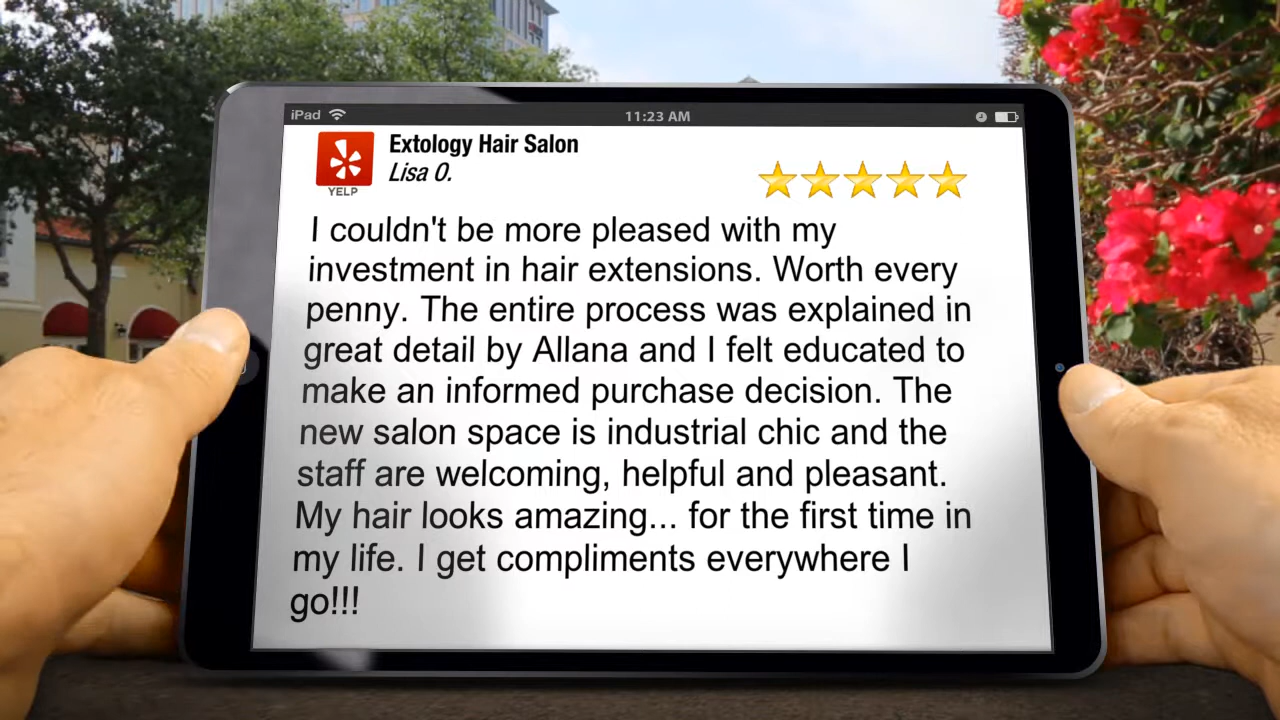 iPad 11:23 AM
Extology Hair Salon
Lisa O.
YELP
I couldn't be more pleased with my
investment in hair extensions. Worth every
penny. The entire process was explained in
great detail by Allana and I felt educated to
make an informed purchase decision. The
new salon space is industrial chic and the
staff are welcoming, helpful and pleasant.
My hair looks amazing... for the first time in
my life. I get compliments everywhere I
go!!!